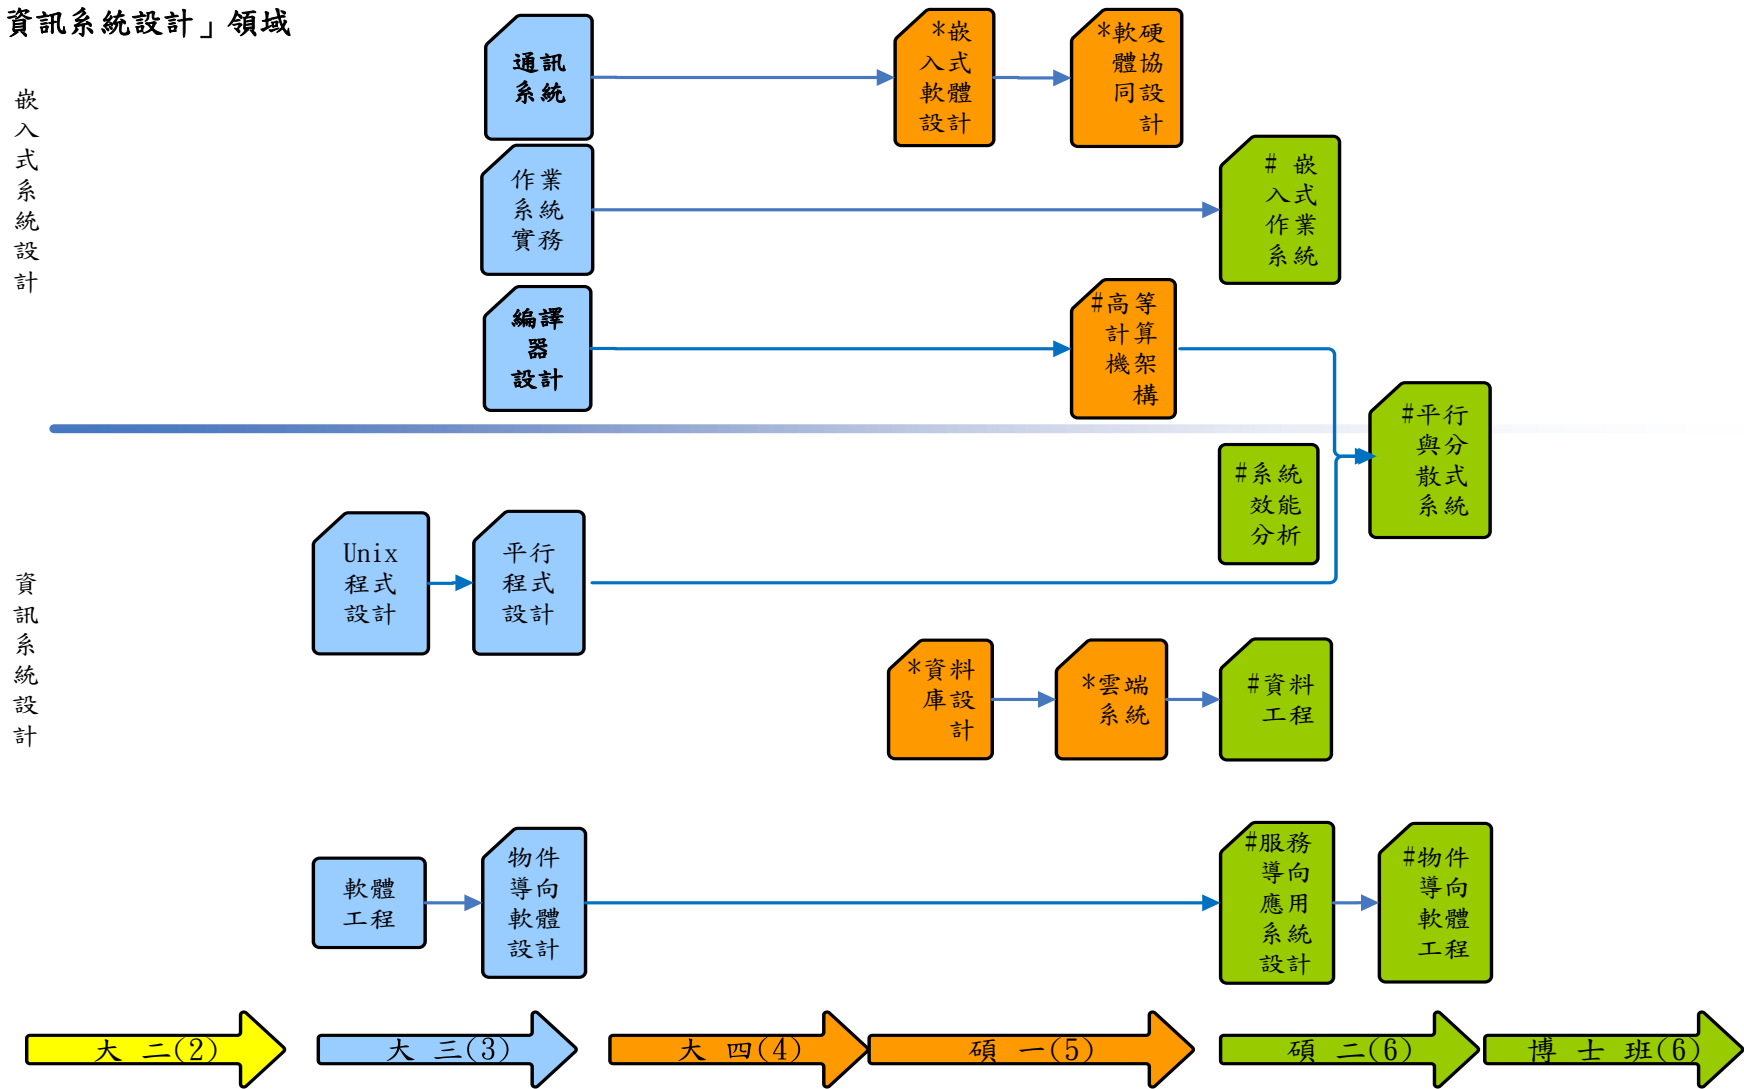 資訊系統設計」領域
嵌
入
式
系
統
設
計
通訊
系統
*嵌
入式
軟體
設計
*軟硬
體協
同設
計
作業
系統
實務
# 嵌
入式
作業
系統
編譯
器
設計
#高等
計算
機架
構
#平行
與分
散式
系統
#系統
效能
分析
資
訊
系
統
設
計
Unix
程式
設計
平行
程式
設計
*資料
庫設
計
*雲端
系統
#資料
工程
軟體
工程
物件
導向
軟體
設計
#服務
導向
應用
系統
設計
#物件
導向
軟體
工程
大 二(2)
大 三(3)
大 四(4)
碩 一(5)
碩 二(6)
博 士 班(6)